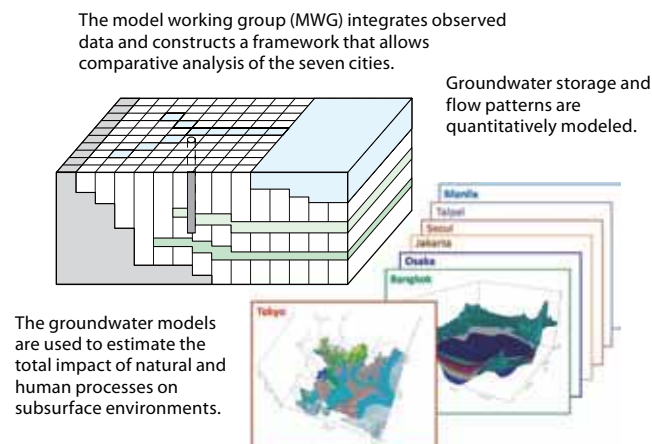 The model working group (MWG) integrates observed
data and constructs a framework that allows
comparative analysis of the seven cities.
Groundwater storage and
flow patterns are
quantitatively modeled.
Manila
Taipei
Seoul
Jakarta
Osaka
Bangkok
Tokyo
The groundwater models
are used to estimate the
total impact of natural and
human processes on
subsurface environments.